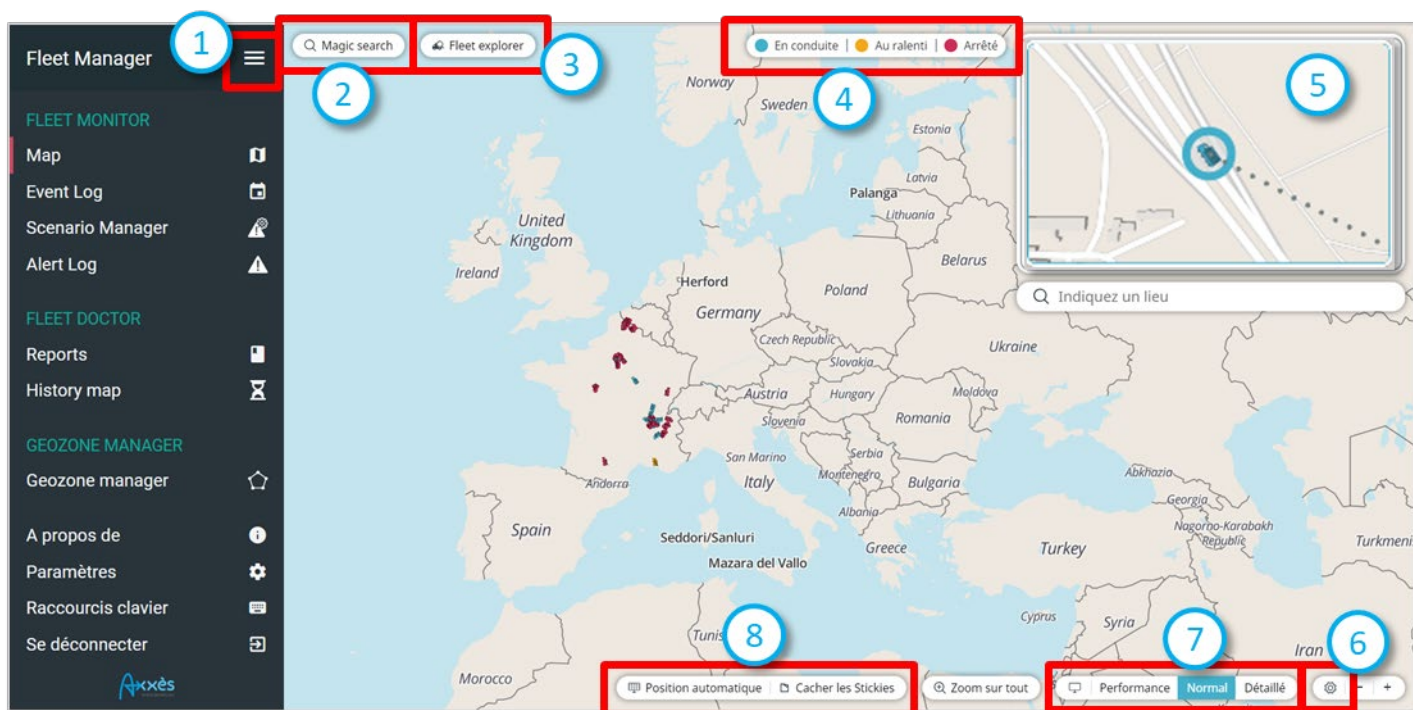 Fleet Manager
1
Magic search
2
Fleet explorer
3
En conduite | Au ralenti | Arrêté
4
5
Indiquez un lieu
FLEET MONITOR
Map
Event Log
Scenario Manager
Alert Log
FLEET DOCTOR
Reports
History map
GEOZONE MANAGER
Geozone manager
A propos de
Paramètres
Raccourcis clavier
Se déconnecter
Axxès
Norway
Sweden
Estonia
Latvia
Palanga
Lithuania
United
Kingdom
Ireland
Belarus
Herford
Poland
Germany
Czech Republic
Ukraine
Slovakia
Austria
Hungary
Moldova
Slovenia
Romania
San Marino
Serbia
Andorra
Italy
Montenegro
Bulgaria
Abkhazia
Georgia
Albania
Spain
Seddori/Sanluri
Greece
Turkey
Nagorno-Karabakh
Republic
Turkmeni
Mazara del Vallo
Cyprus
Syria
Iran
Tunis
Morocco
8
Position automatique
Cacher les Stickies
Zoom sur tout
7
Performance
Normal
Détaillé
6
- +